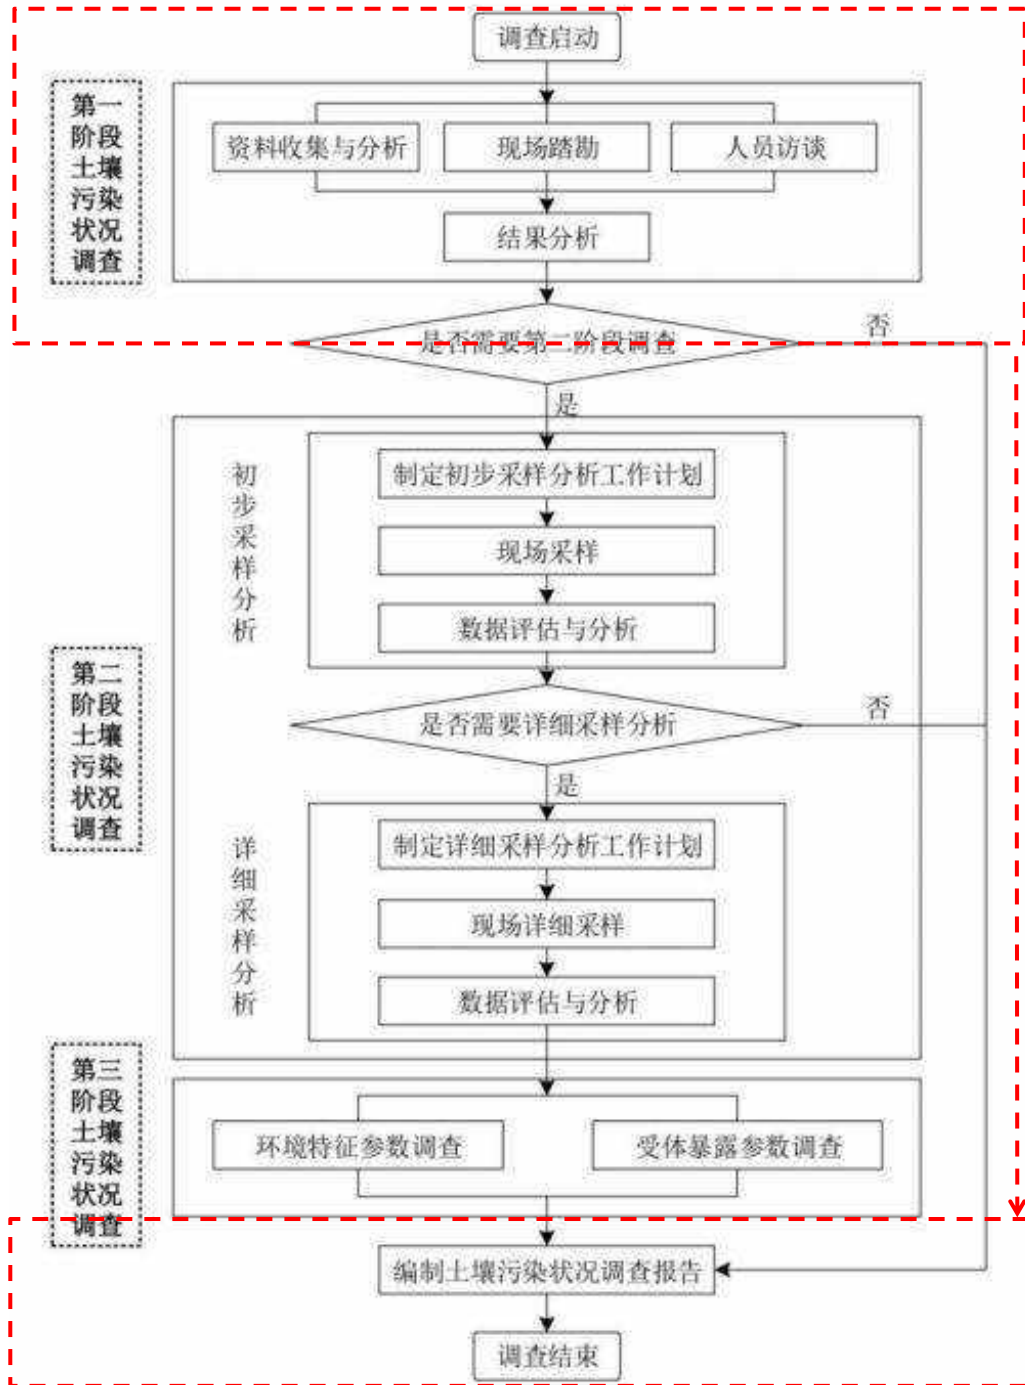 调查启动
第一
阶段
土壤
污染
状况
调查
资料收集与分析
现场踏勘
人员访谈
结果分析
是否需要第二阶段调查
否
是
初
步
采
样
分
析
制定初步采样分析工作计划
现场采样
数据评估与分析
第二
阶段
土壤
污染
状况
调查
是否需要详细采样分析
否
是
详
细
采
样
分
析
制定详细采样分析工作计划
现场详细采样
数据评估与分析
第三
阶段
土壤
污染
状况
调查
环境特征参数调查
受体暴露参数调查
编制土壤污染状况调查报告
调查结束